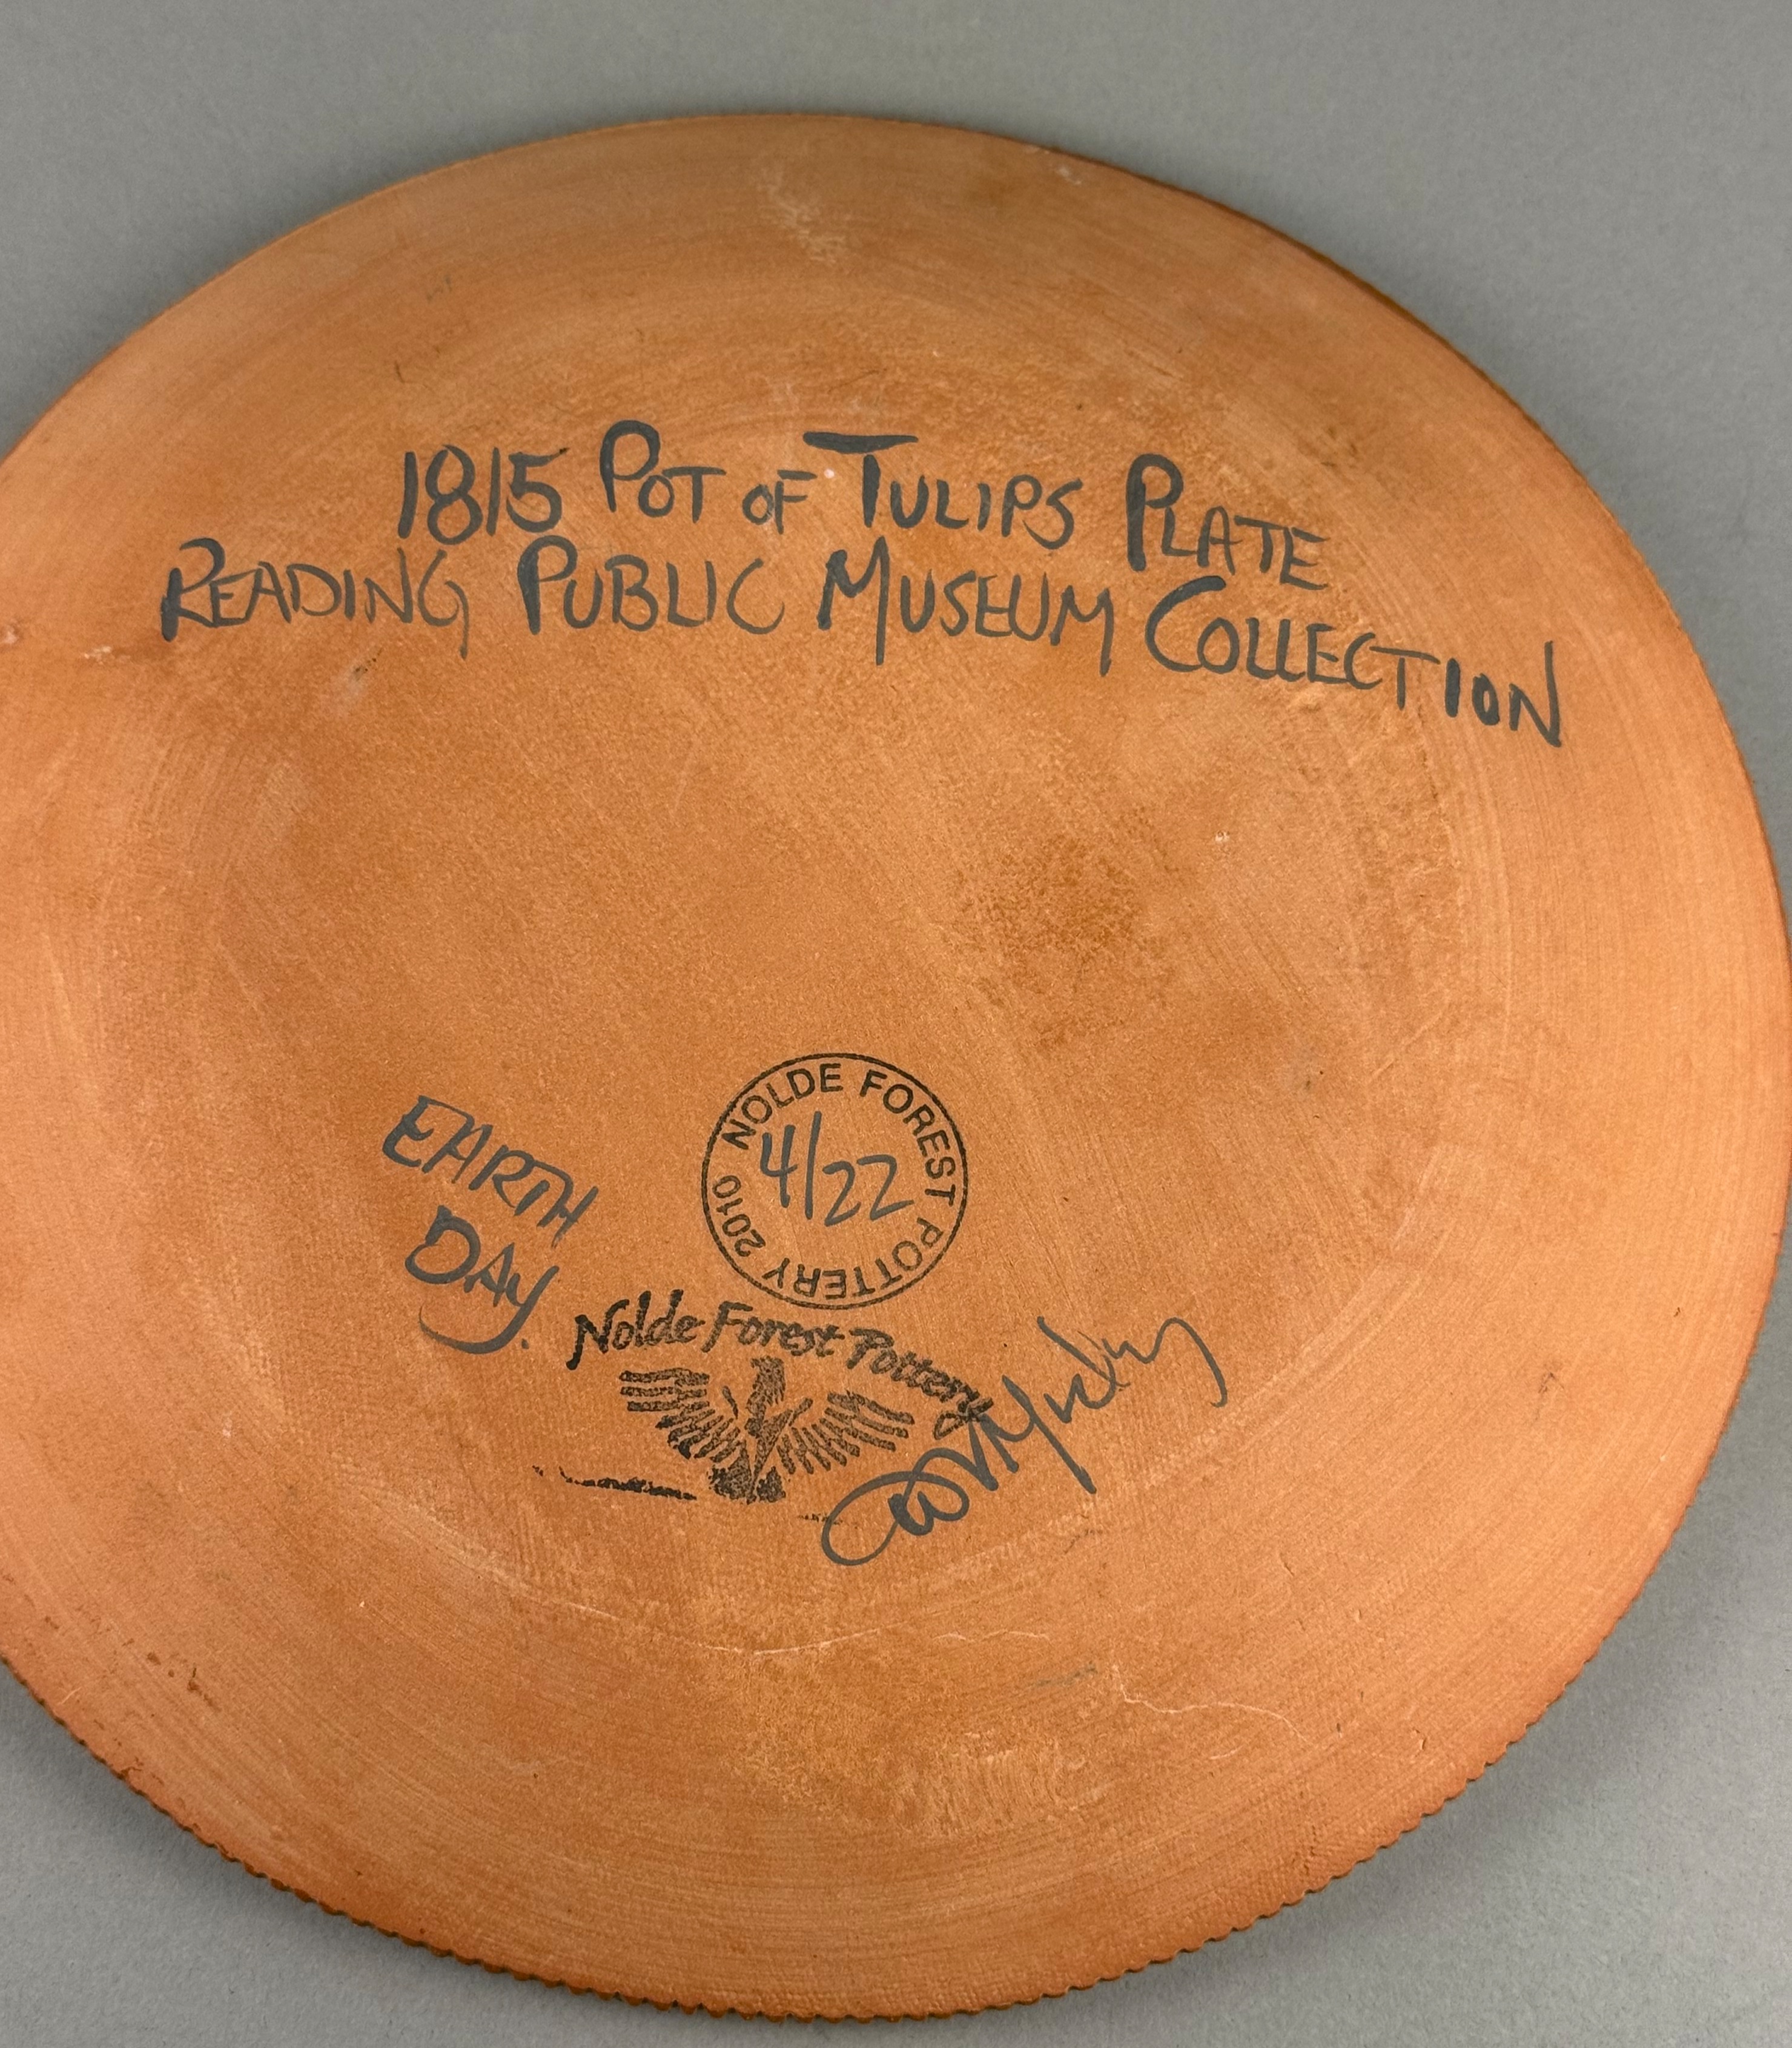 1815 POT OF TULIPS PLATE
READING PUBLIC MUSEUM COLLECTION
EARTH
DAY.
NOLDE FOREST POTTERY 2010
4/22
Nolde Forest Pottery